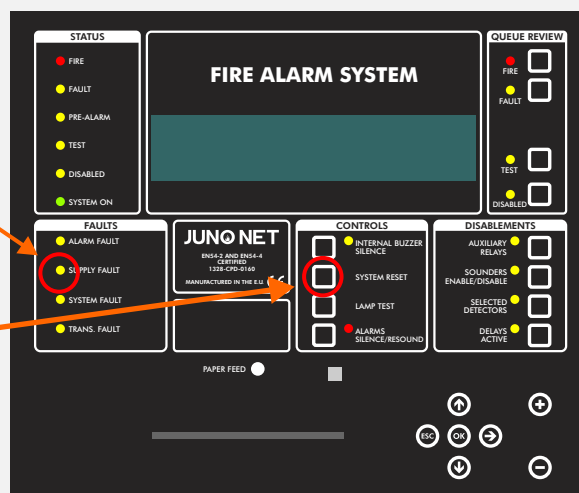 STATUS
FIRE
FAULT
PRE-ALARM
TEST
DISABLED
SYSTEM ON
FIRE ALARM SYSTEM
QUEUE REVIEW
FIRE
FAULT
TEST
DISABLED
FAULTS
ALARM FAULT
SUPPLY FAULT
SYSTEM FAULT
TRANS. FAULT
JUNO NET
EN54-2 AND EN54-4
CERTIFIED
1328-CPD-0160
MANUFACTURED IN THE E.U. CE
CONTROLS
INTERNAL BUZZER
SILENCE
SYSTEM RESET
LAMP TEST
ALARMS
SILENCE/RESOUND
DISABLEMENTS
AUXILIARY
RELAYS
SOUNDERS
ENABLE/DISABLE
SELECTED
DETECTORS
DELAYS
ACTIVE
PAPER FEED
ESC
OK